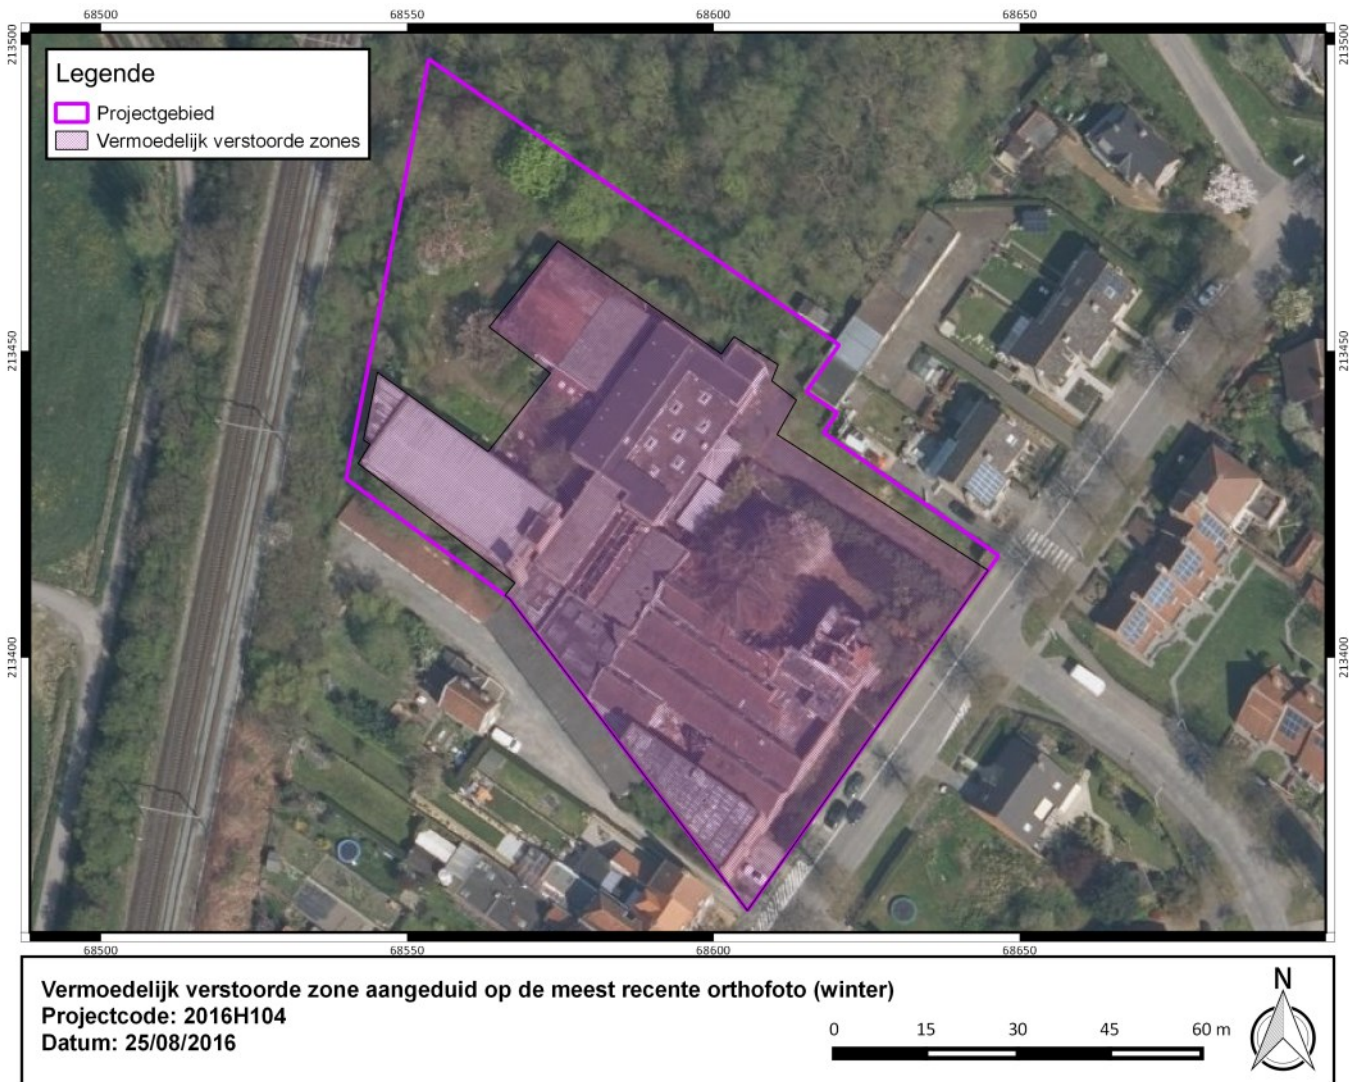 68500 68550 68600 68650
213500 213500
Legende
Projectgebied
Vermoedelijk verstoorde zones
213450 213450
213400 213400
68500 68550 68600 68650
Vermoedelijk verstoorde zone aangeduid op de meest recente orthofoto (winter)
Projectcode: 2016H104
Datum: 25/08/2016
0 15 30 45 60 m
N